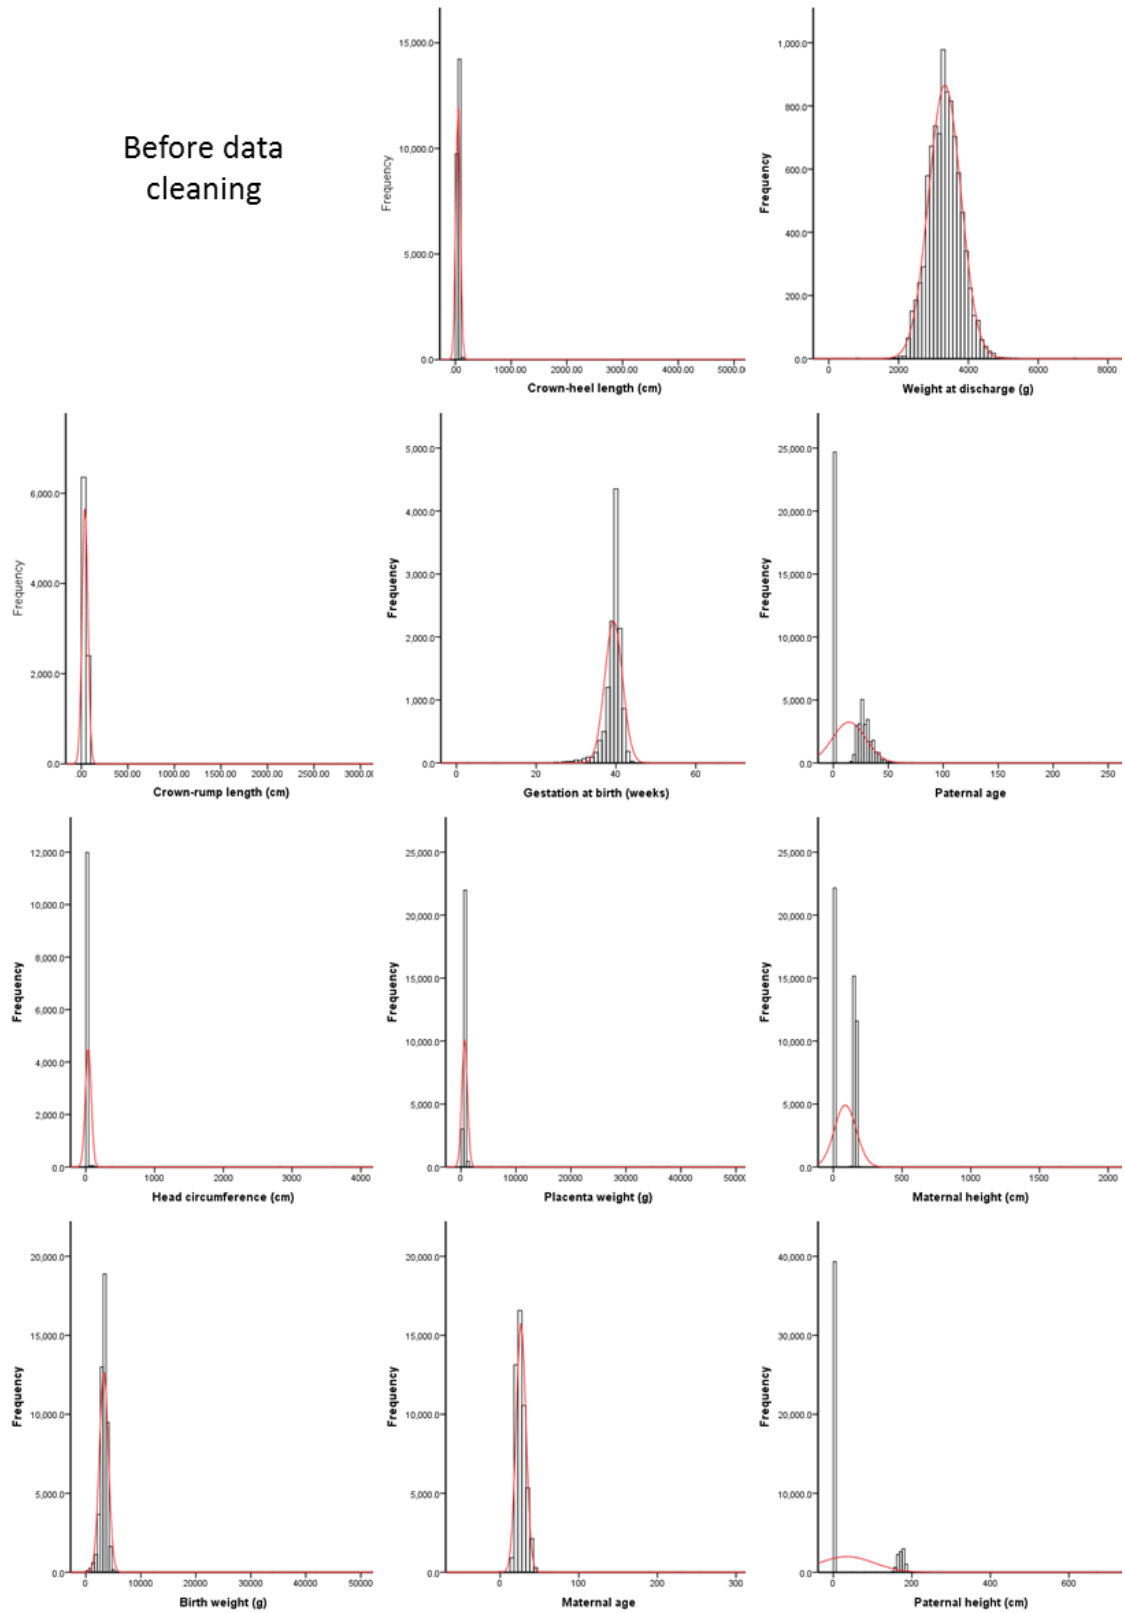 Before data
cleaning
Frequency
15,000.0
10,000.0
5,000.0
0.0
.00 1000.00 2000.00 3000.00 4000.00 5000.0
Crown-heel length (cm)
Frequency
1,000.0
800.0
600.0
400.0
200.0
0.0
0 2000 4000 6000 8000
Weight at discharge (g)
Frequency
6,000.0
4,000.0
2,000.0
0.0
.00 500.00 1000.00 1500.00 2000.00 2500.00 3000.0
Crown-rump length (cm)
Frequency
5,000.0
4,000.0
3,000.0
2,000.0
1,000.0
0.0
0 20 40 60
Gestation at birth (weeks)
Frequency
25,000.0
20,000.0
15,000.0
10,000.0
5,000.0
0.0
0 50 100 150 200 250
Paternal age
Frequency
12,000.0
10,000.0
8,000.0
6,000.0
4,000.0
2,000.0
0.0
0 1000 2000 3000 4000
Head circumference (cm)
Frequency
25,000.0
20,000.0
15,000.0
10,000.0
5,000.0
0.0
0 10000 20000 30000 40000 50000
Placenta weight (g)
Frequency
25,000.0
20,000.0
15,000.0
10,000.0
5,000.0
0.0
0 500 1000 1500 2000
Maternal height (cm)
Frequency
20,000.0
15,000.0
10,000.0
5,000.0
0.0
0 10000 20000 30000 40000 50000
Birth weight (g)
Frequency
20,000.0
15,000.0
10,000.0
5,000.0
0.0
0 100 200 300
Maternal age
Frequency
40,000.0
30,000.0
20,000.0
10,000.0
0.0
0 200 400 600
Paternal height (cm)